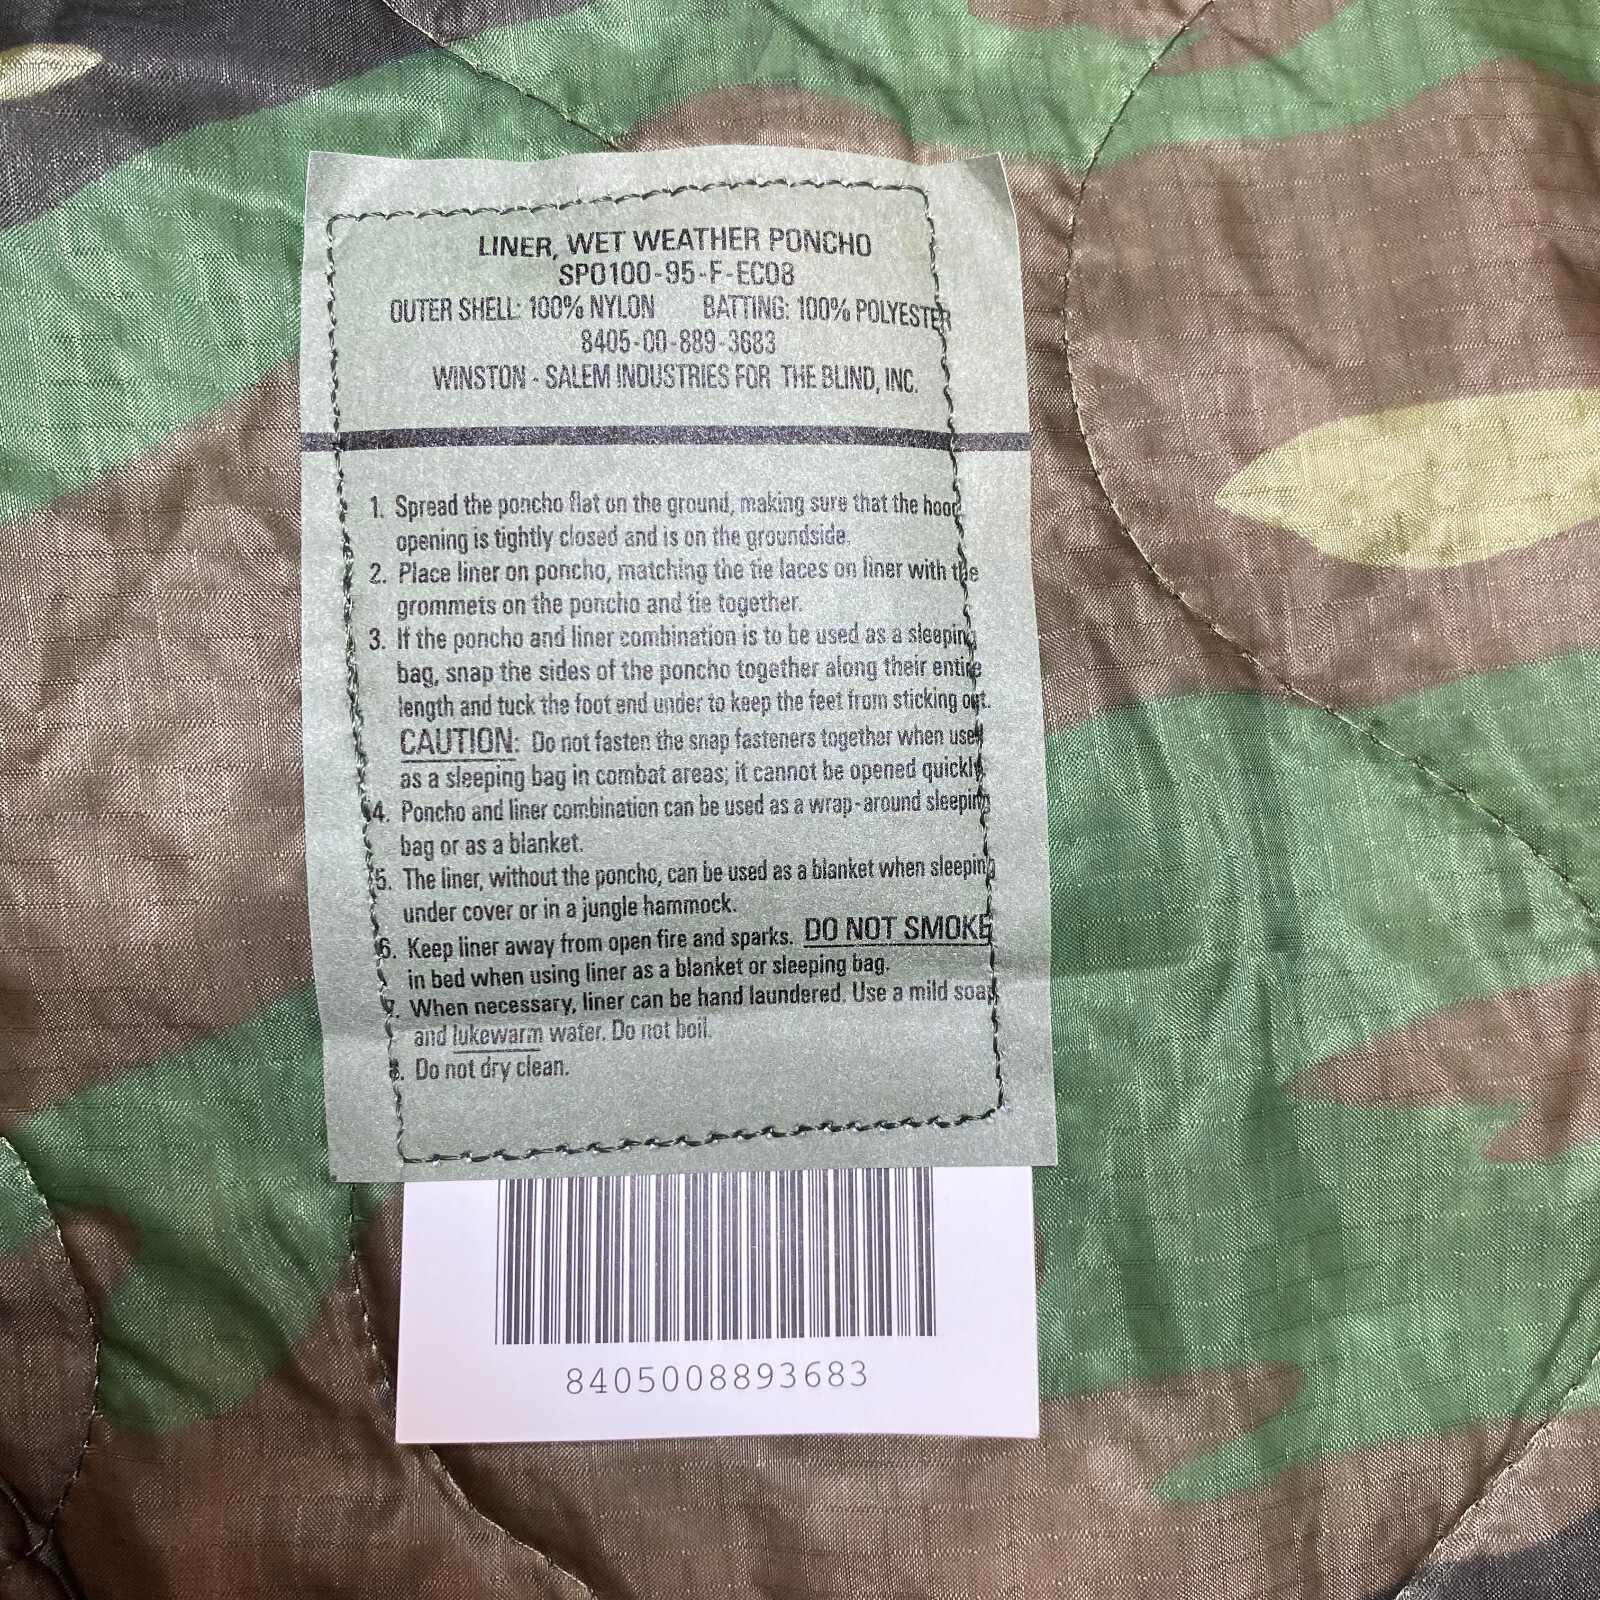 LINER, WET WEATHER PONCHO
SPO100-95-F-EC08
OUTER SHELL: 100% NYLON BATTING: 100% POLYESTER
8405-00-889-3683
WINSTON - SALEM INDUSTRIES FOR THE BLIND, INC.
1. Spread the poncho flat on the ground, making sure that the hood
opening is tightly closed and is on the groundside.
2. Place liner on poncho, matching the tie laces on liner with the
grommets on the poncho and tie together.
3. If the poncho and liner combination is to be used as a sleeping
bag, snap the sides of the poncho together along their entire
length and tuck the foot end under to keep the feet from sticking out.
CAUTION: Do not fasten the snap fasteners together when used
as a sleeping bag in combat areas; it cannot be opened quickly.
4. Poncho and liner combination can be used as a wrap-around sleeping
bag or as a blanket.
5. The liner, without the poncho, can be used as a blanket when sleeping
under cover or in a jungle hammock.
6. Keep liner away from open fire and sparks. DO NOT SMOKE
in bed when using liner as a blanket or sleeping bag.
7. When necessary, liner can be hand laundered. Use a mild soap
and lukewarm water. Do not boil.
8. Do not dry clean.
8405008893683